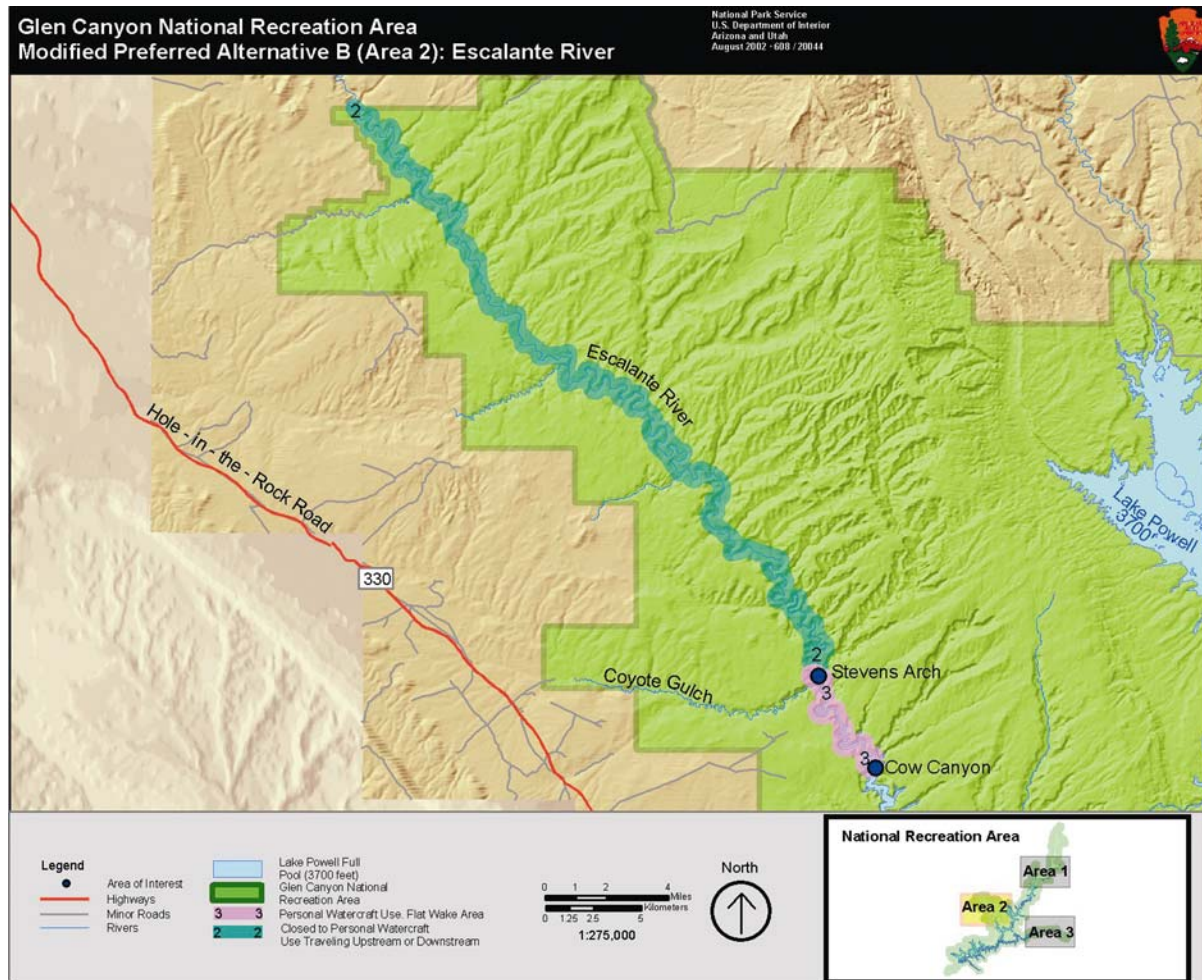 Glen Canyon National Recreation Area
Modified Preferred Alternative B (Area 2): Escalante River
National Park Service
U.S. Department of Interior
Arizona and Utah
August 2002 - 608 / 20044
2
Escalante River
Hole - in - the - Rock Road
330
Lake Powell
3700'
2
Stevens Arch
3
Coyote Gulch
3
Cow Canyon
Legend
Area of Interest
Highways
Minor Roads
Rivers
Lake Powell Full
Pool (3700 feet)
Glen Canyon National
Recreation Area
3 3 Personal Watercraft Use. Flat Wake Area
2 2 Closed to Personal Watercraft
Use Traveling Upstream or Downstream
0 1 2 4
Miles
Kilometers
0 1.25 2.5 5
1:275,000
North
National Recreation Area
Area 1
Area 2
Area 3